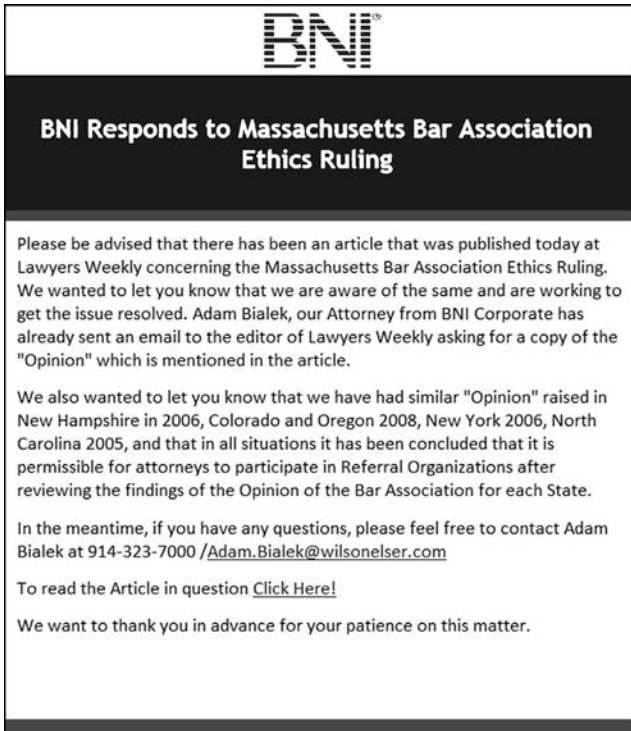 BNI®
BNI Responds to Massachusetts Bar Association
Ethics Ruling
Please be advised that there has been an article that was published today at
Lawyers Weekly concerning the Massachusetts Bar Association Ethics Ruling.
We wanted to let you know that we are aware of the same and are working to
get the issue resolved. Adam Bialek, our Attorney from BNI Corporate has
already sent an email to the editor of Lawyers Weekly asking for a copy of the
"Opinion" which is mentioned in the article.
We also wanted to let you know that we have had similar "Opinion" raised in
New Hampshire in 2006, Colorado and Oregon 2008, New York 2006, North
Carolina 2005, and that in all situations it has been concluded that it is
permissible for attorneys to participate in Referral Organizations after
reviewing the findings of the Opinion of the Bar Association for each State.
In the meantime, if you have any questions, please feel free to contact Adam
Bialek at 914-323-7000 /Adam.Bialek@wilsonelser.com
To read the Article in question Click Here!
We want to thank you in advance for your patience on this matter.